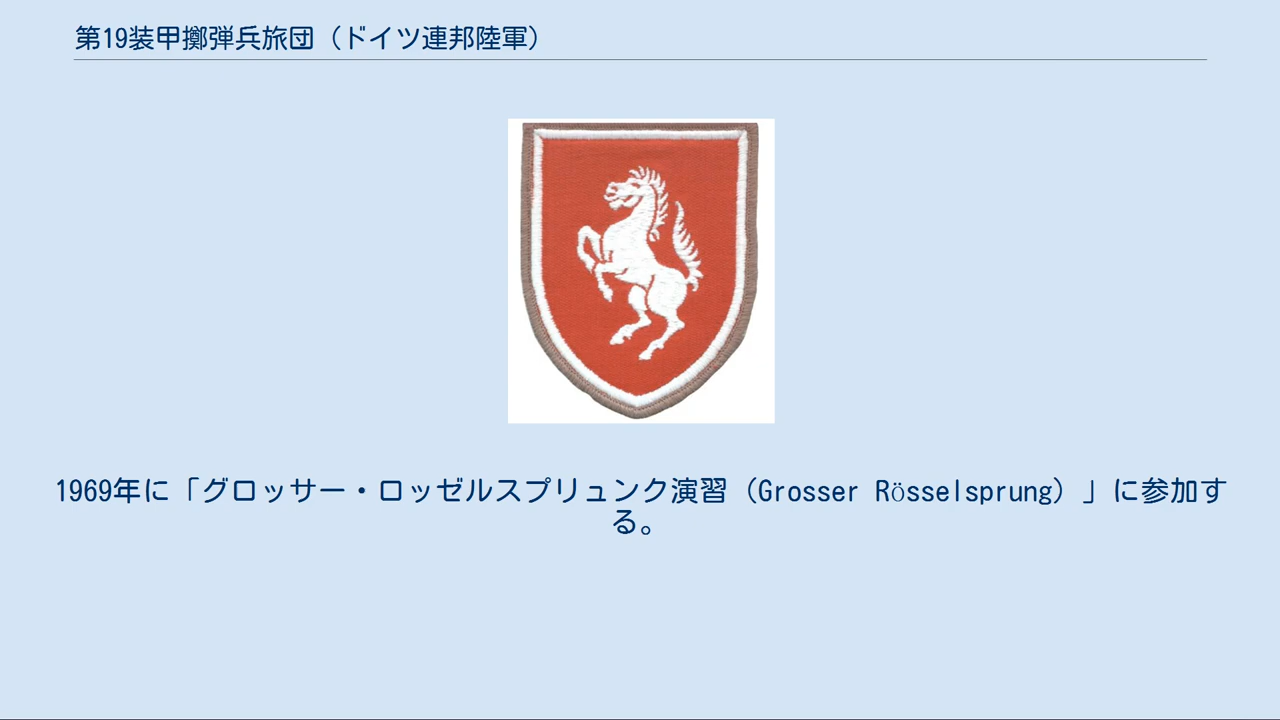 第19装甲擲弾兵旅団（ドイツ連邦陸軍）
1969年に「グロッサー・ロッゼルスプリュンク演習（Grosser Rösselsprung）」に参加す
る。